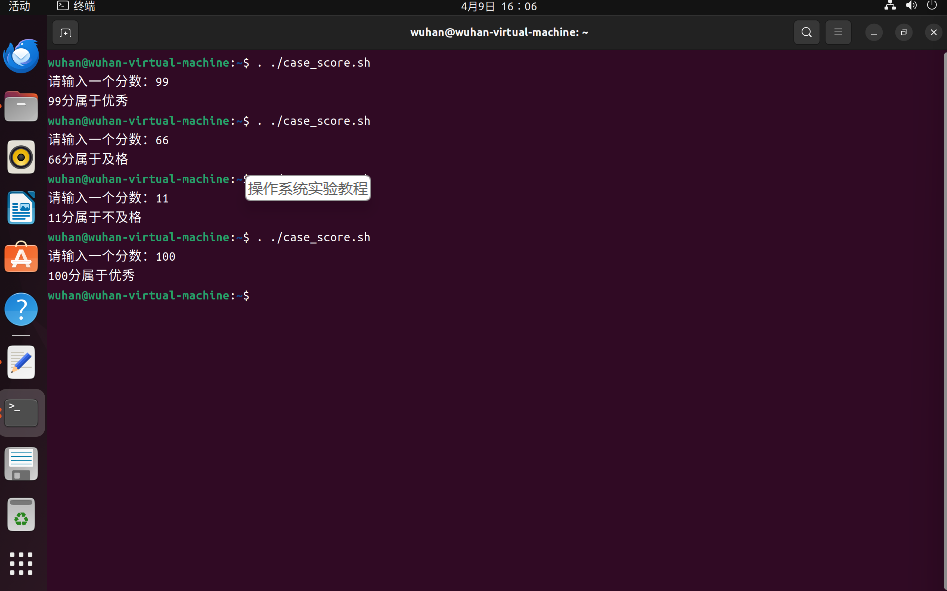 活动 终端 4月9日 16：06
wuhan@wuhan-virtual-machine: ~
wuhan@wuhan-virtual-machine:~$ . ./case_score.sh
请输入一个分数：99
99分属于优秀
wuhan@wuhan-virtual-machine:~$ . ./case_score.sh
请输入一个分数：66
66分属于及格
wuhan@wuhan-virtual-machine:~$
操作系统实验教程
请输入一个分数：11
11分属于不及格
wuhan@wuhan-virtual-machine:~$ . ./case_score.sh
请输入一个分数：100
100分属于优秀
wuhan@wuhan-virtual-machine:~$